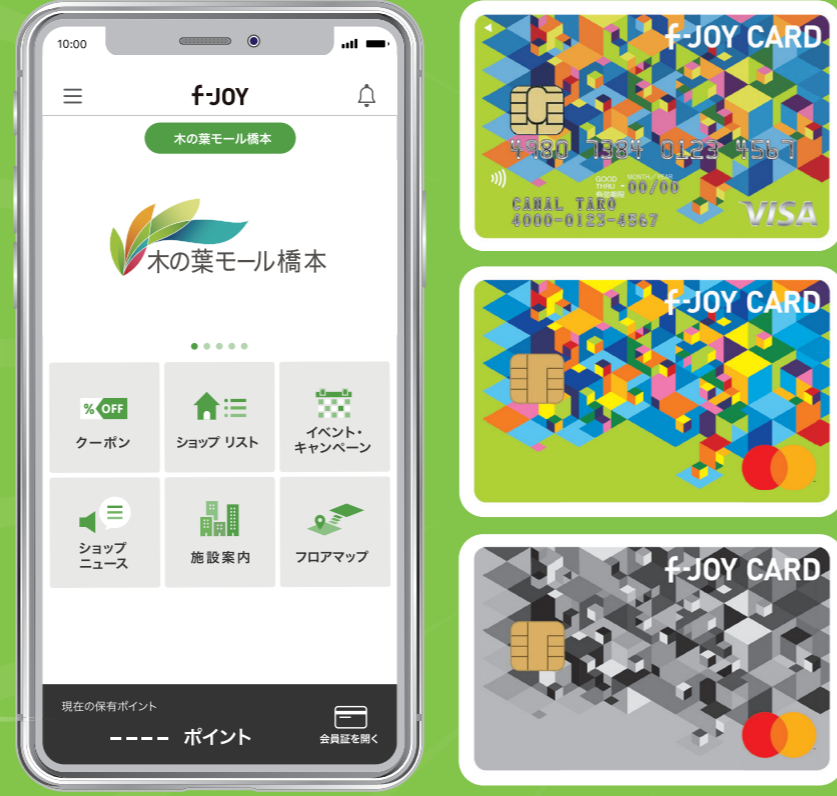 10:00
f-JOY
木の葉モール橋本
木の葉モール橋本
% OFF
クーポン
ショップ リスト
イベント・
キャンペーン
ショップ
ニュース
施設案内
フロアマップ
現在の保有ポイント
---- ポイント
会員証を開く
f-JOY CARD
4980 7384 0123 4567
GOOD
THRU
MONTH / YEAR
00/00
CANAL TARO
4000-0123-4567
VISA
f-JOY CARD
f-JOY CARD